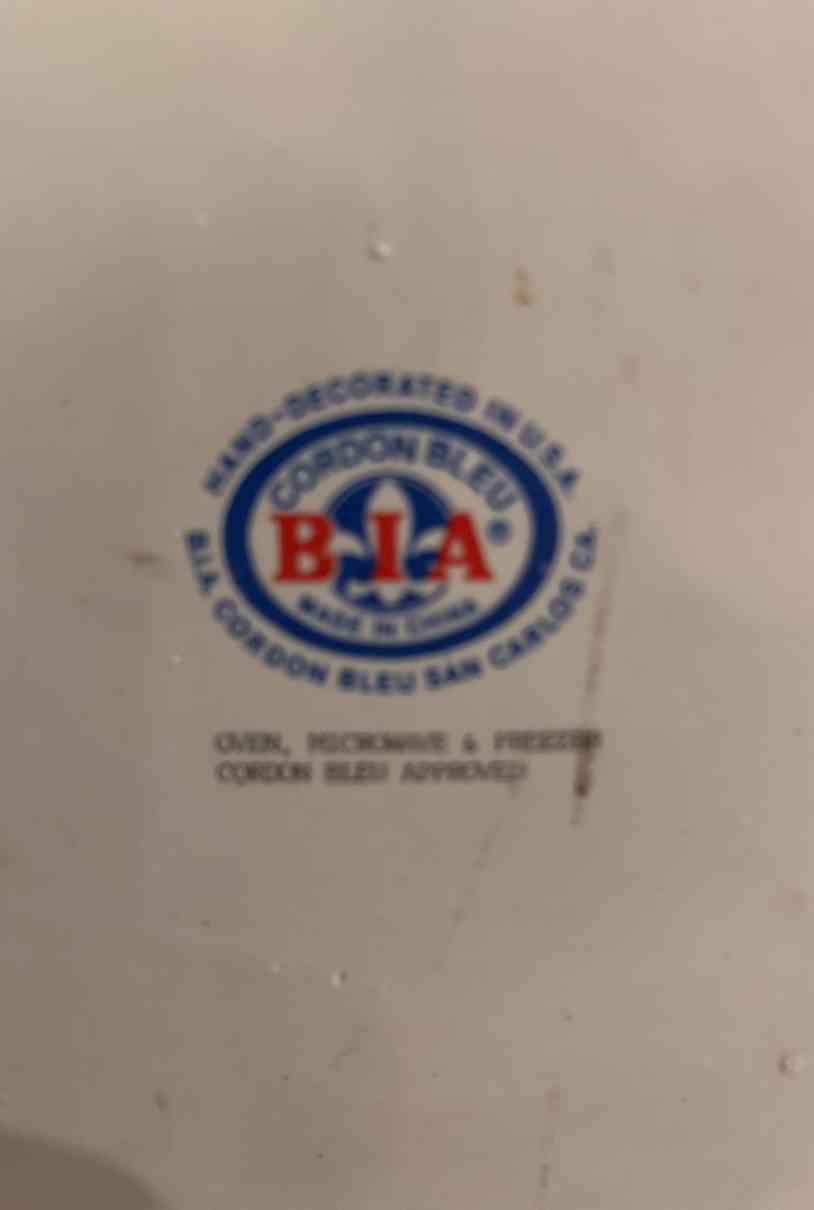 HAND-DECORATED IN U.S.A.
CORDON BLEU
B I A®
MADE IN CHINA
B.I.A. CORDON BLEU SAN CARLOS CA.
OVEN, MICROWAVE & FREEZER
CORDON BLEU APPROVED